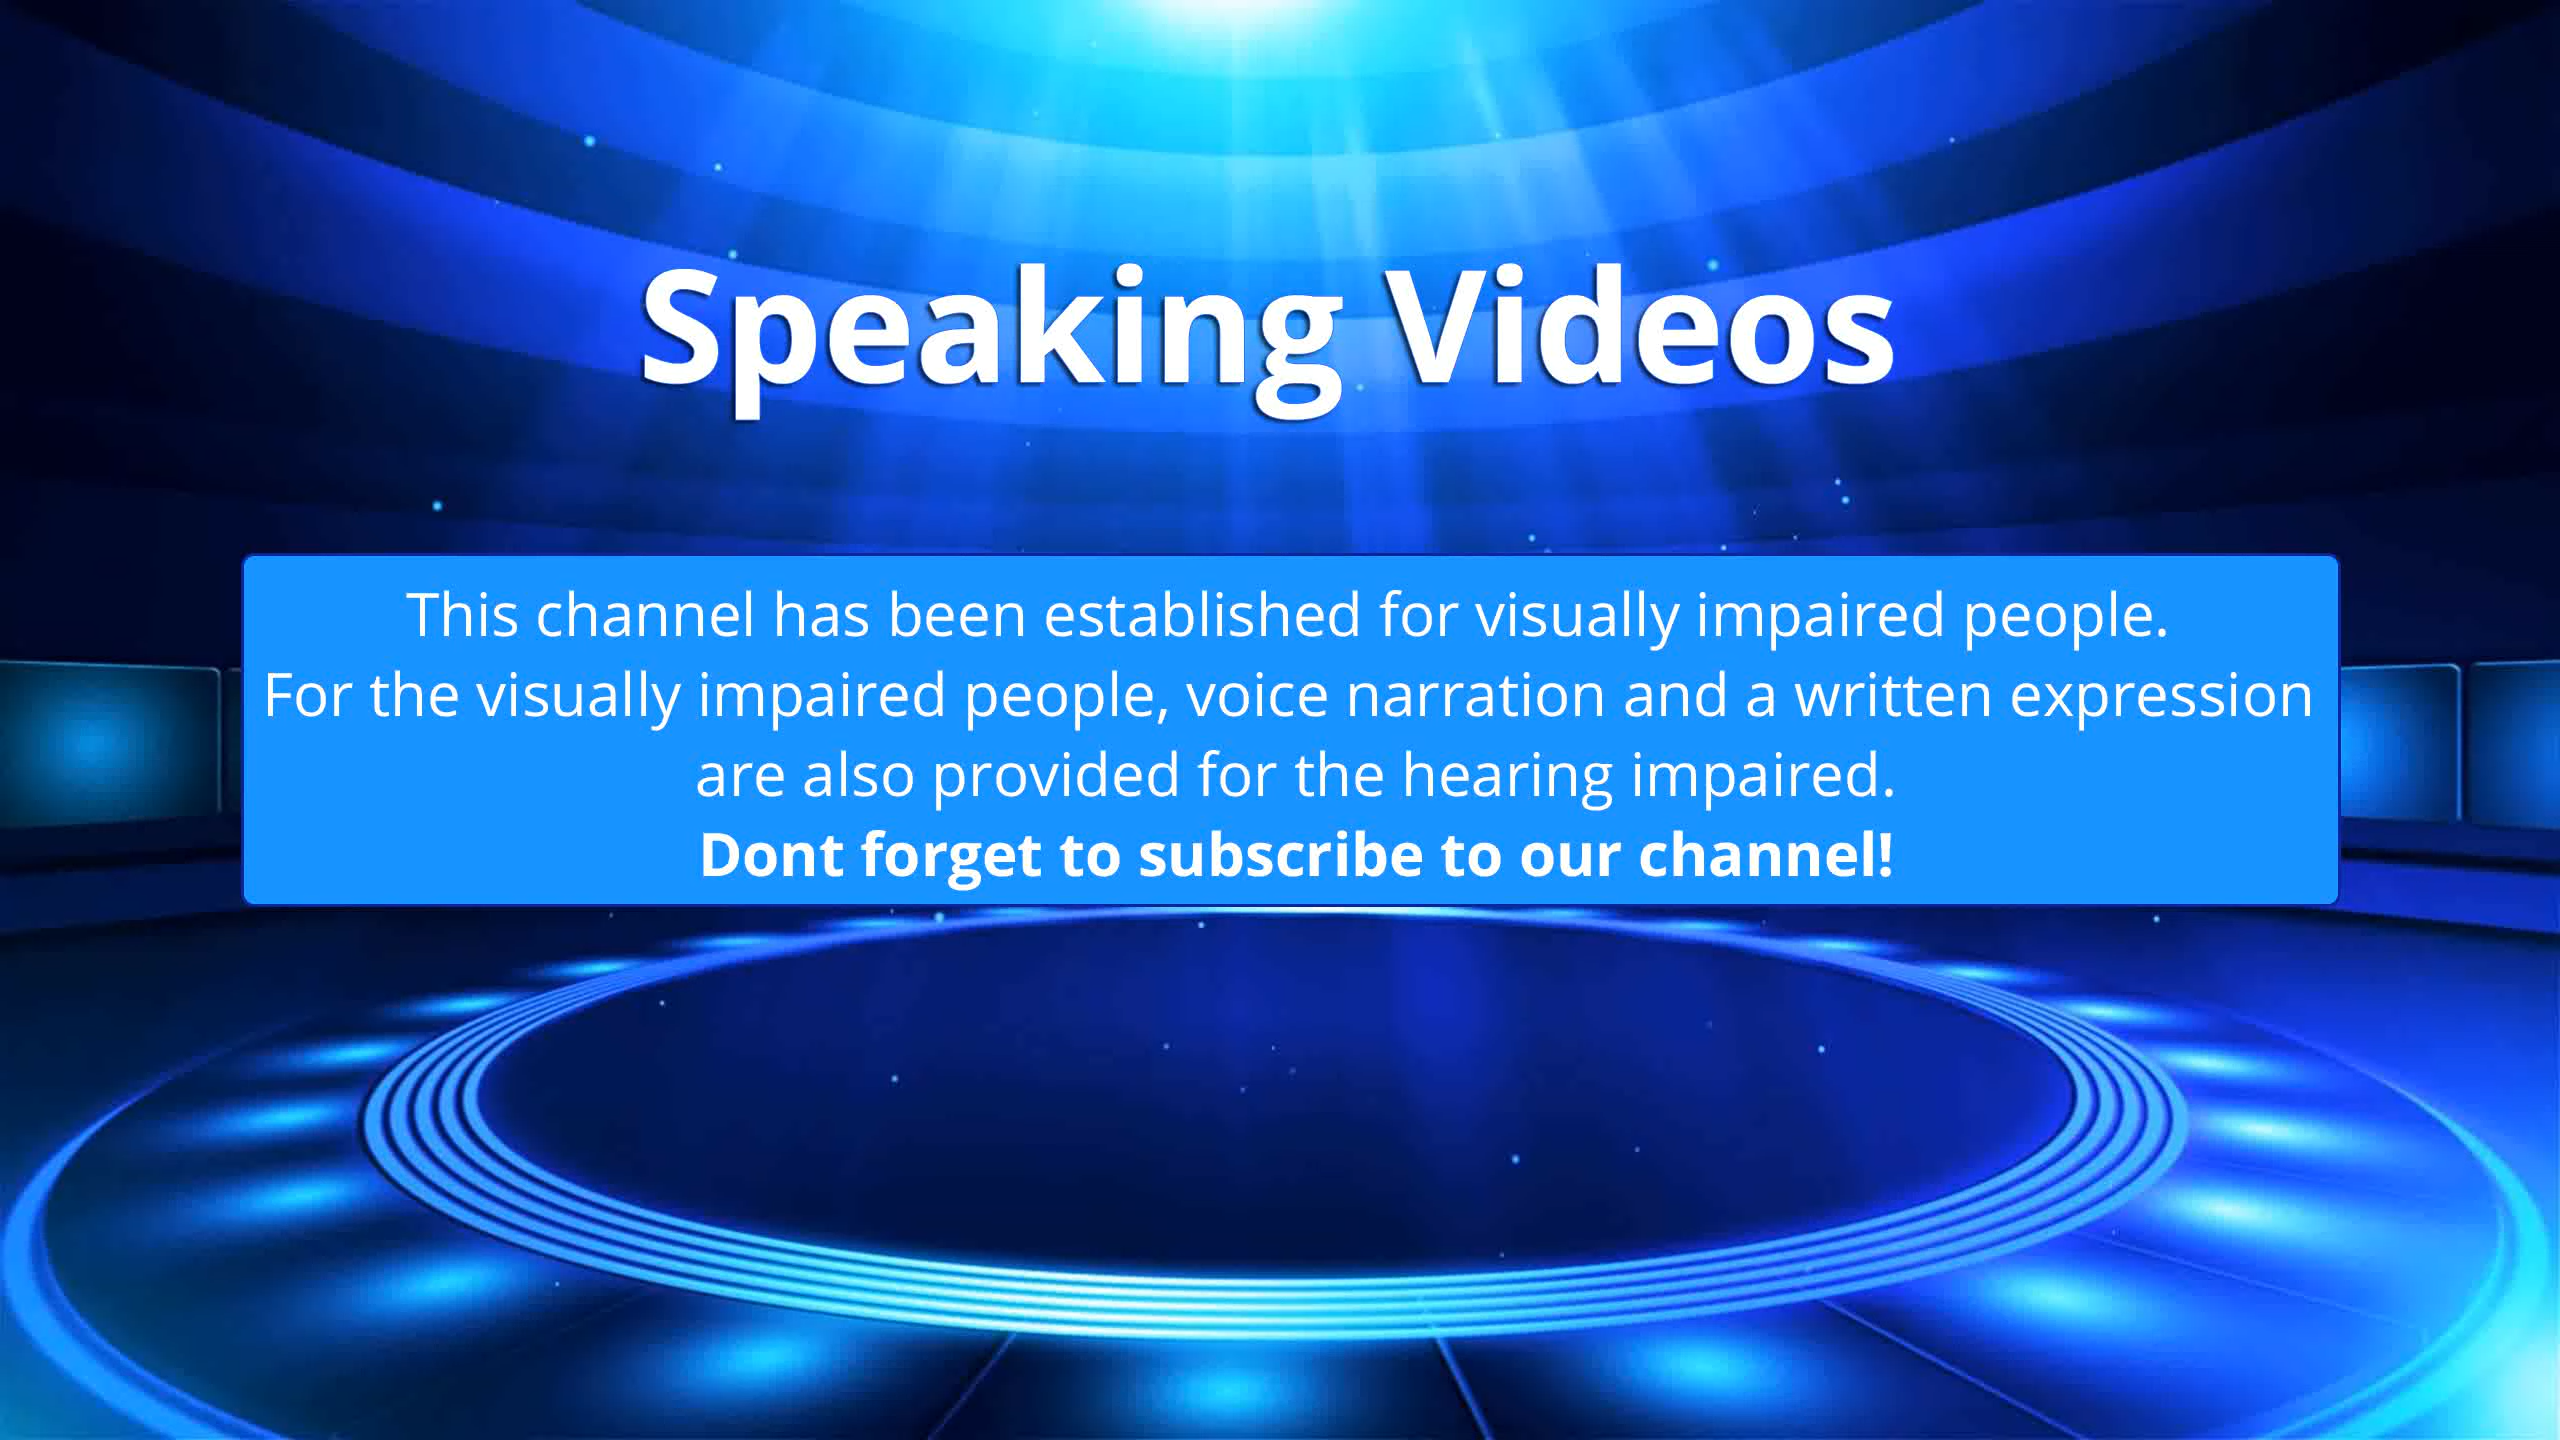 Speaking Videos
This channel has been established for visually impaired people.
For the visually impaired people, voice narration and a written expression
are also provided for the hearing impaired.
Dont forget to subscribe to our channel!